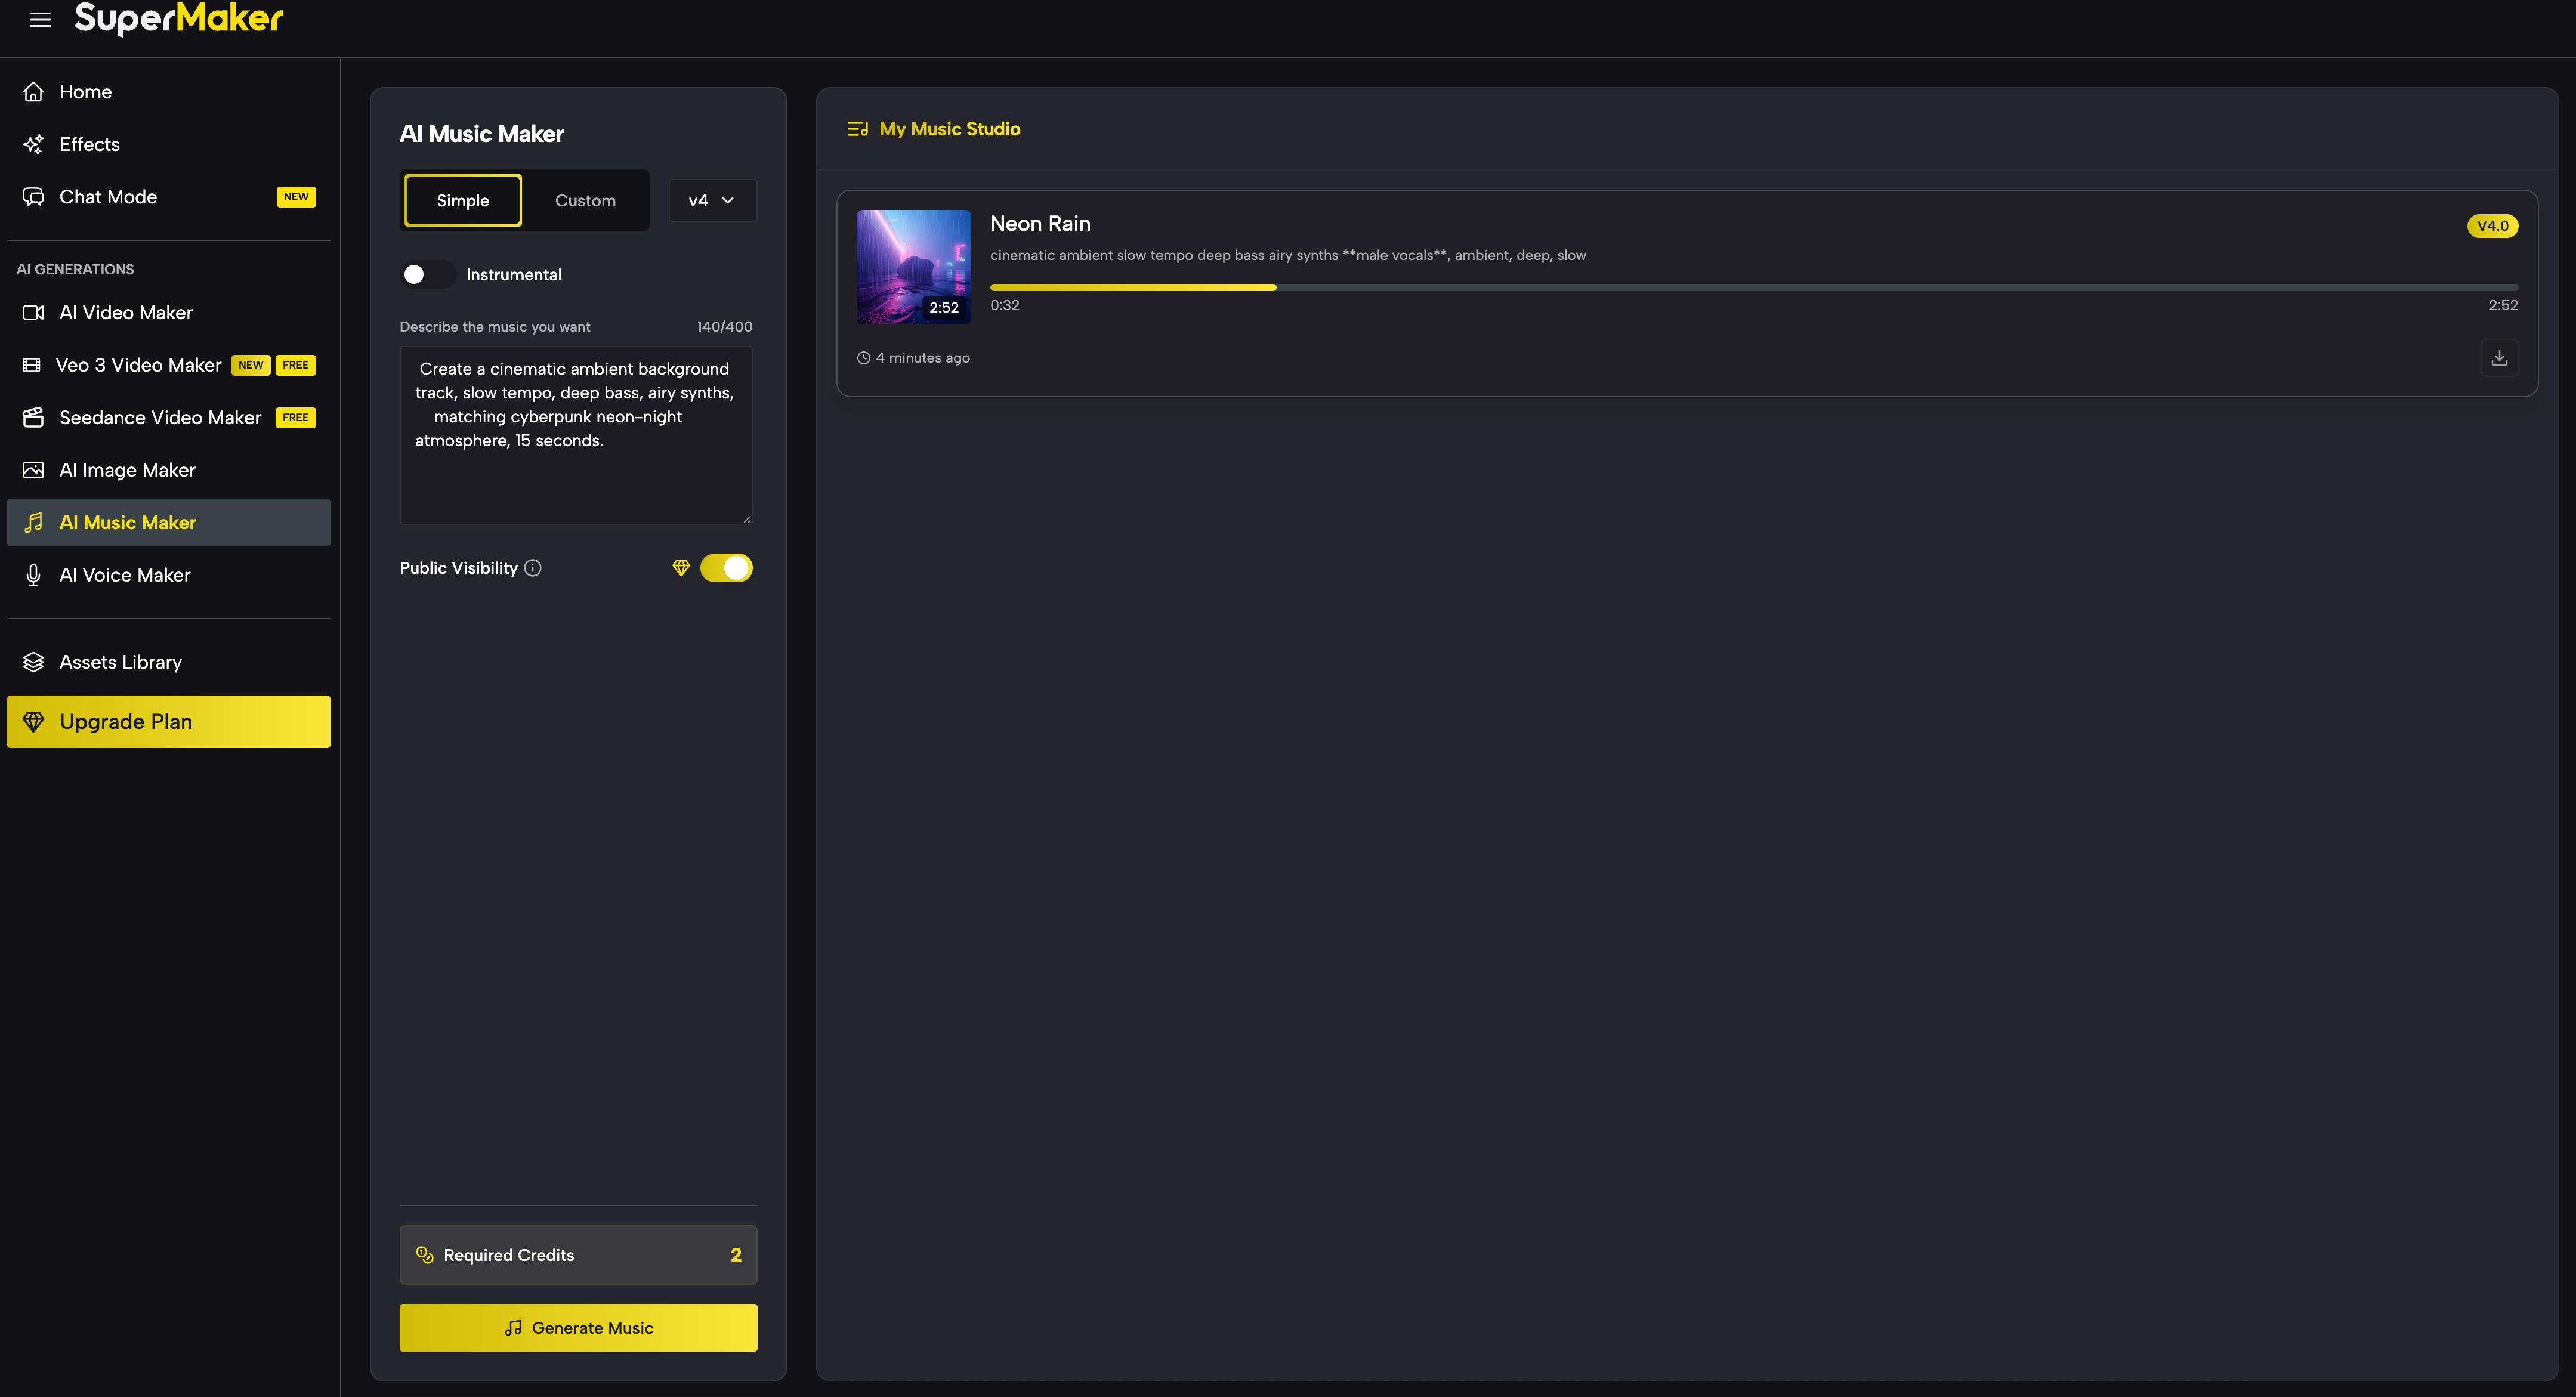 SuperMaker
Home
Effects
Chat Mode
NEW
AI GENERATIONS
AI Video Maker
Veo 3 Video Maker
NEW
FREE
Seedance Video Maker
FREE
AI Image Maker
AI Music Maker
AI Voice Maker
Assets Library
Upgrade Plan
AI Music Maker
Simple
Custom
v4
Instrumental
Describe the music you want
140/400
Create a cinematic ambient background
track, slow tempo, deep bass, airy synths,
matching cyberpunk neon-night
atmosphere, 15 seconds.
Public Visibility
Required Credits
2
Generate Music
My Music Studio
2:52
Neon Rain
V4.0
cinematic ambient slow tempo deep bass airy synths **male vocals**, ambient, deep, slow
0:32
2:52
4 minutes ago